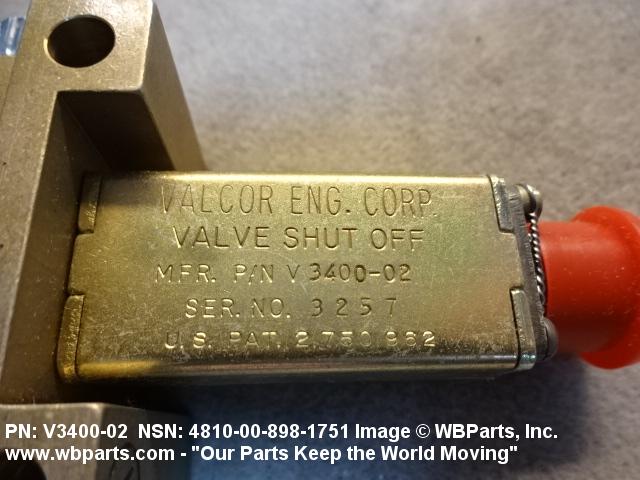 VALCOR ENG. CORP
VALVE SHUT OFF
MFR. P/N V 3400-02
SER. NO. 3257
U.S. PAT. 2,750,962
PN: V3400-02 NSN: 4810-00-898-1751 Image © WBParts, Inc.
www.wbparts.com - "Our Parts Keep the World Moving"